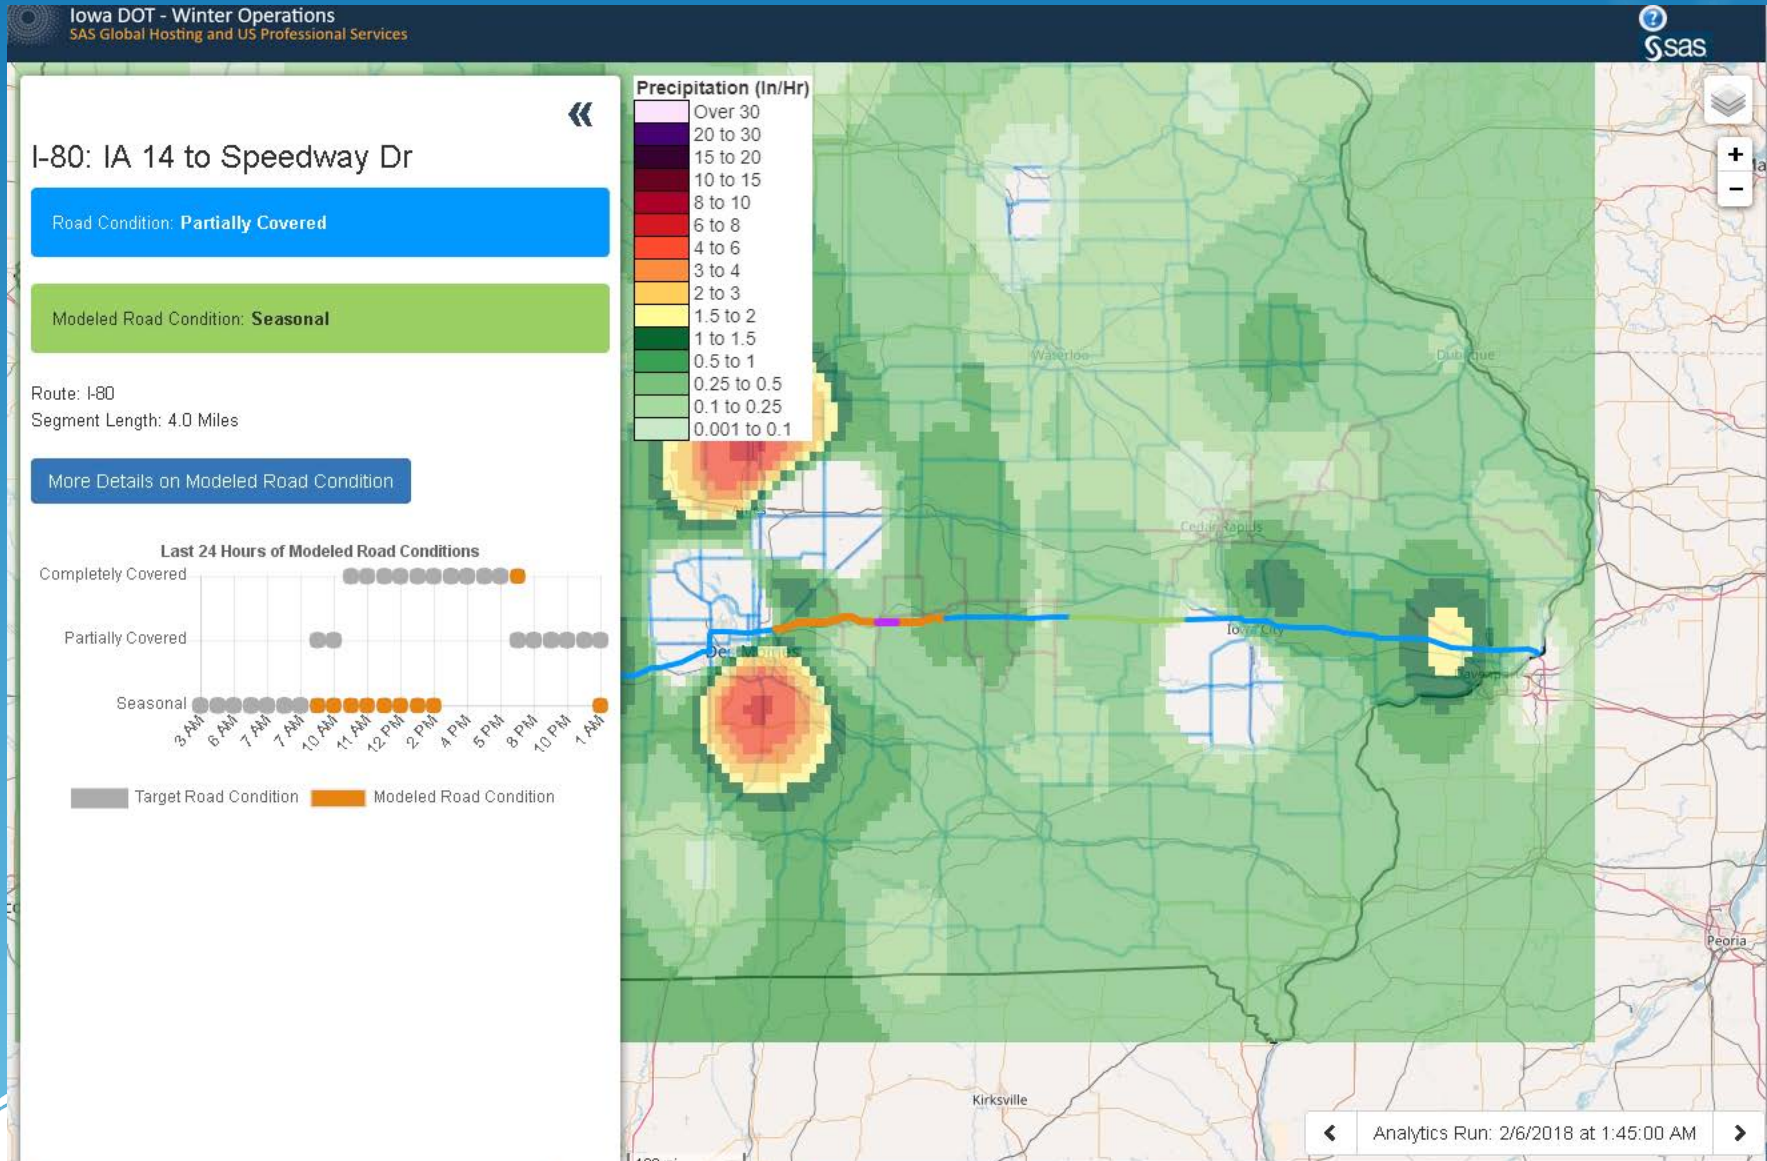 Iowa DOT - Winter Operations
SAS Global Hosting and US Professional Services
?
sas
«
I-80: IA 14 to Speedway Dr
Road Condition: Partially Covered
Modeled Road Condition: Seasonal
Route: I-80
Segment Length: 4.0 Miles
More Details on Modeled Road Condition
Last 24 Hours of Modeled Road Conditions
Completely Covered
Partially Covered
Seasonal
3 AM
6 AM
7 AM
7 AM
10 AM
11 AM
12 PM
2 PM
4 PM
5 PM
8 PM
10 PM
1 AM
Target Road Condition
Modeled Road Condition
Precipitation (In/Hr)
Over 30
20 to 30
15 to 20
10 to 15
8 to 10
6 to 8
4 to 6
3 to 4
2 to 3
1.5 to 2
1 to 1.5
0.5 to 1
0.25 to 0.5
0.1 to 0.25
0.001 to 0.1
+
−
Waterloo
Dubuque
Cedar Rapids
Iowa City
Des Moines
Peoria
Kirksville
Analytics Run: 2/6/2018 at 1:45:00 AM